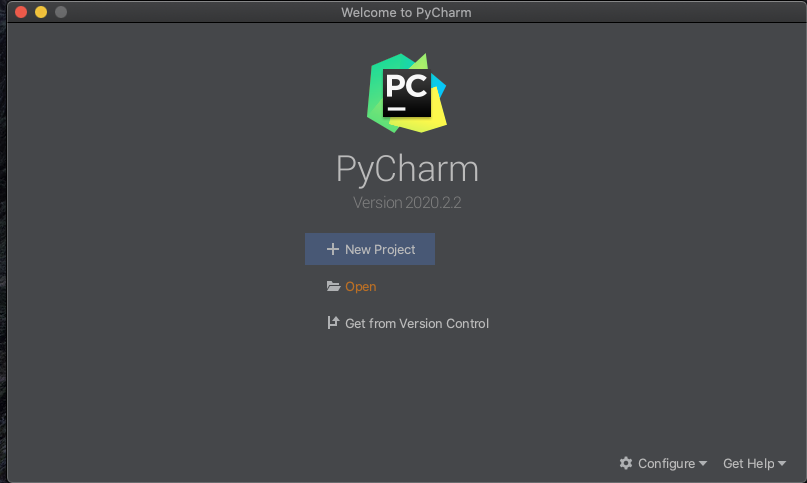 Welcome to PyCharm
PC
PyCharm
Version 2020.2.2
New Project
Open
Get from Version Control
Configure Get Help